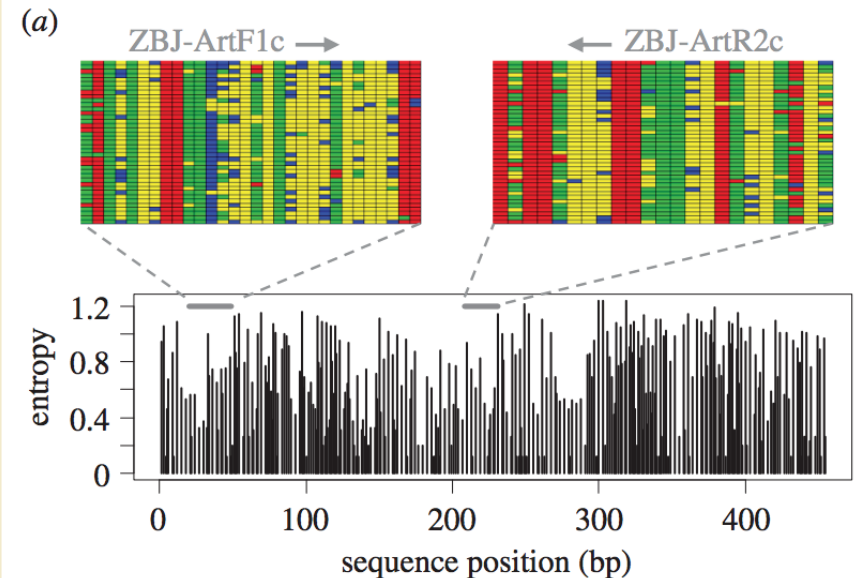 (a)
ZBJ-ArtF1c → ← ZBJ-ArtR2c
1.2
0.8
0.4
0
entropy
0 100 200 300 400
sequence position (bp)